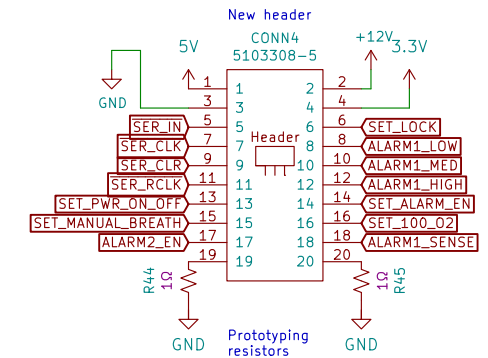 New header
CONN4
5103308-5
5V
+12V
3.3V
GND
1 1 2 2
3 3 4 4
SER_IN 5 5 6 6 SET_LOCK
SER_CLK 7 7 8 8 ALARM1_LOW
SER_CLR 9 9 10 10 ALARM1_MED
SER_RCLK 11 11 12 12 ALARM1_HIGH
SET_PWR_ON_OFF 13 13 14 14 SET_ALARM_EN
SET_MANUAL_BREATH 15 15 16 16 SET_100_O2
ALARM2_EN 17 17 18 18 ALARM1_SENSE
19 19 20 20
Header
R44
1Ω
1Ω
R45
GND
GND
Prototyping
resistors